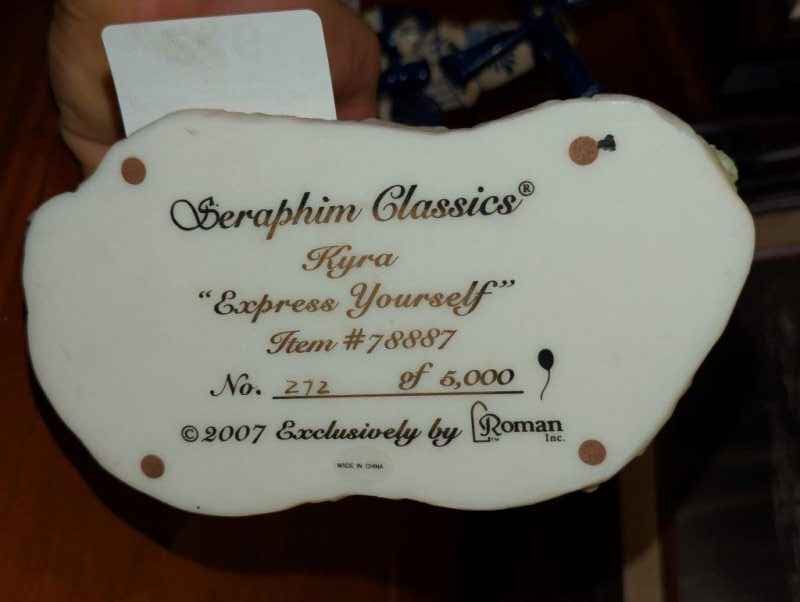 Seraphim Classics®
Kyra
“Express Yourself”
Item #78887
No. 272 of 5,000
©2007 Exclusively by Roman Inc.™
MADE IN CHINA